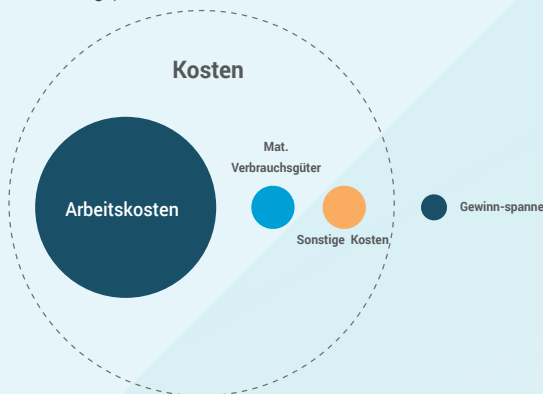 Kosten
Mat.
Verbrauchsgüter
Arbeitskosten
Gewinn-spanne
Sonstige Kosten